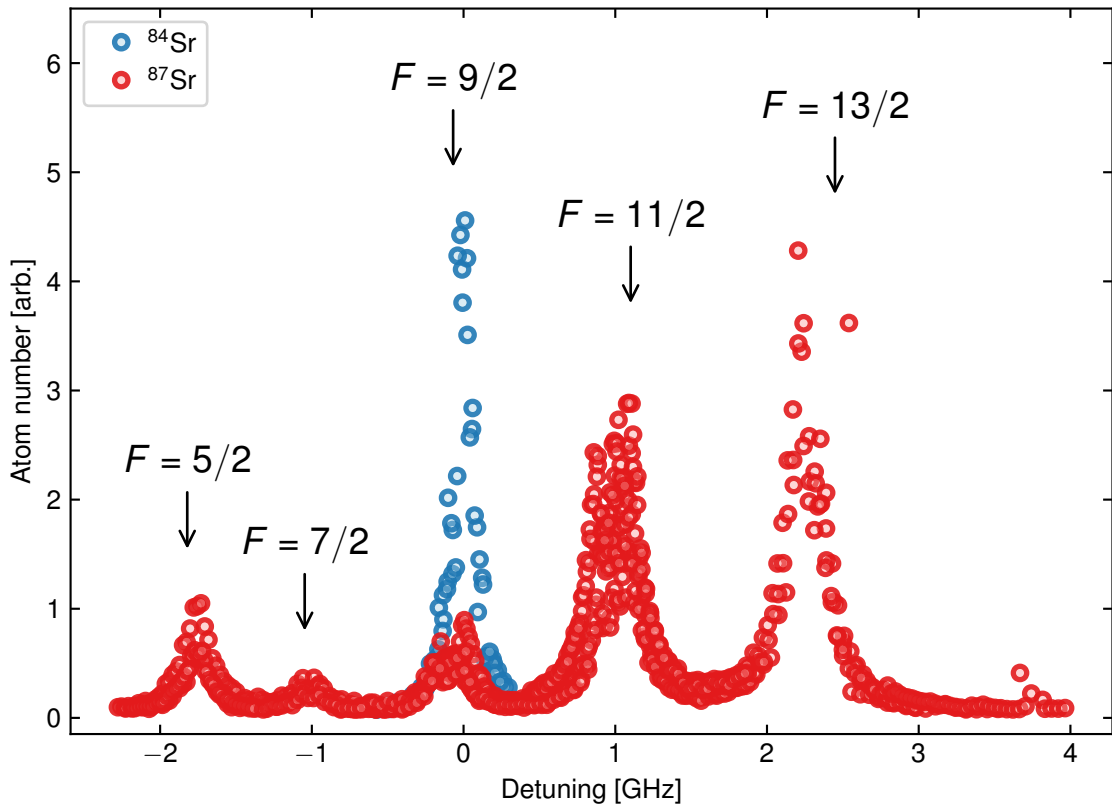 ⁸⁴Sr
⁸⁷Sr
F = 9/2
F = 13/2
F = 11/2
F = 5/2
F = 7/2
Atom number [arb.]
6
5
4
3
2
1
0
−2 −1 0 1 2 3 4
Detuning [GHz]